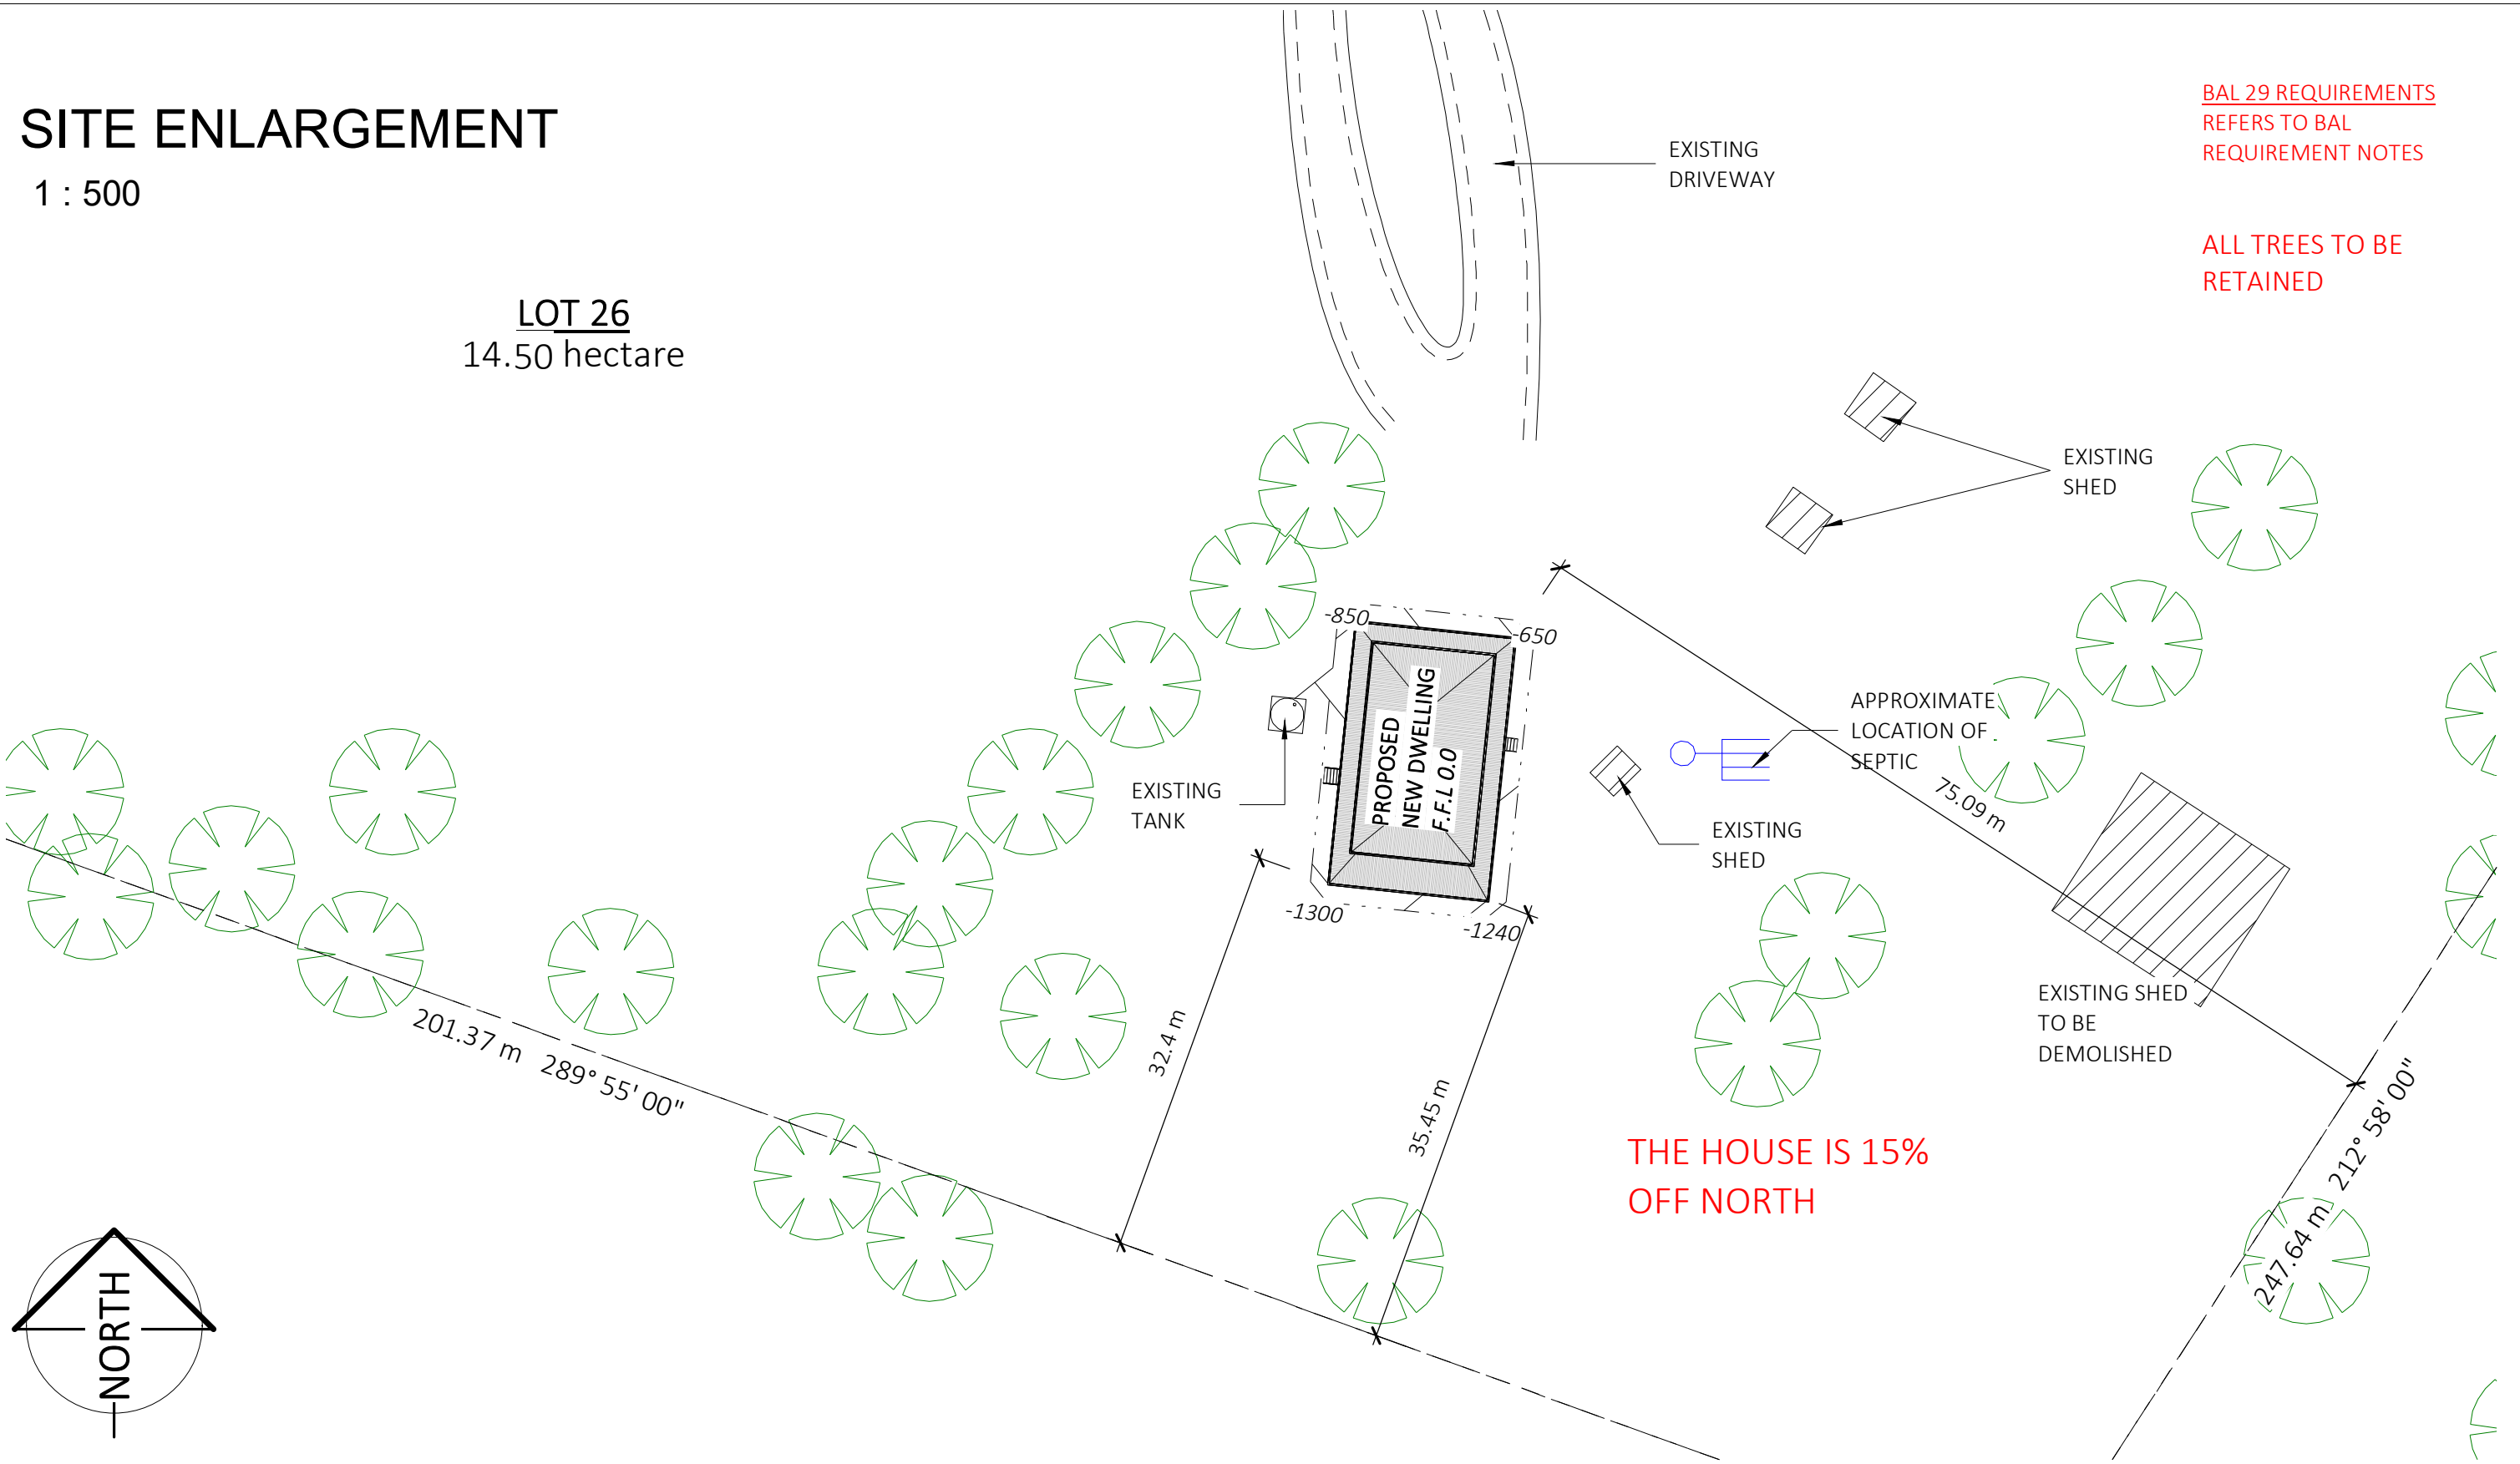 SITE ENLARGEMENT
1 : 500
LOT 26
14.50 hectare
EXISTING
DRIVEWAY
BAL 29 REQUIREMENTS
REFERS TO BAL
REQUIREMENT NOTES
ALL TREES TO BE
RETAINED
EXISTING
SHED
-850
-650
PROPOSED
NEW DWELLING
F.F.L 0.0
-1300
-1240
EXISTING
TANK
APPROXIMATE
LOCATION OF
SEPTIC
EXISTING
SHED
75.09 m
EXISTING SHED
TO BE
DEMOLISHED
32.4 m
35.45 m
201.37 m 289° 55' 00"
247.64 m 212° 58' 00"
THE HOUSE IS 15%
OFF NORTH
NORTH